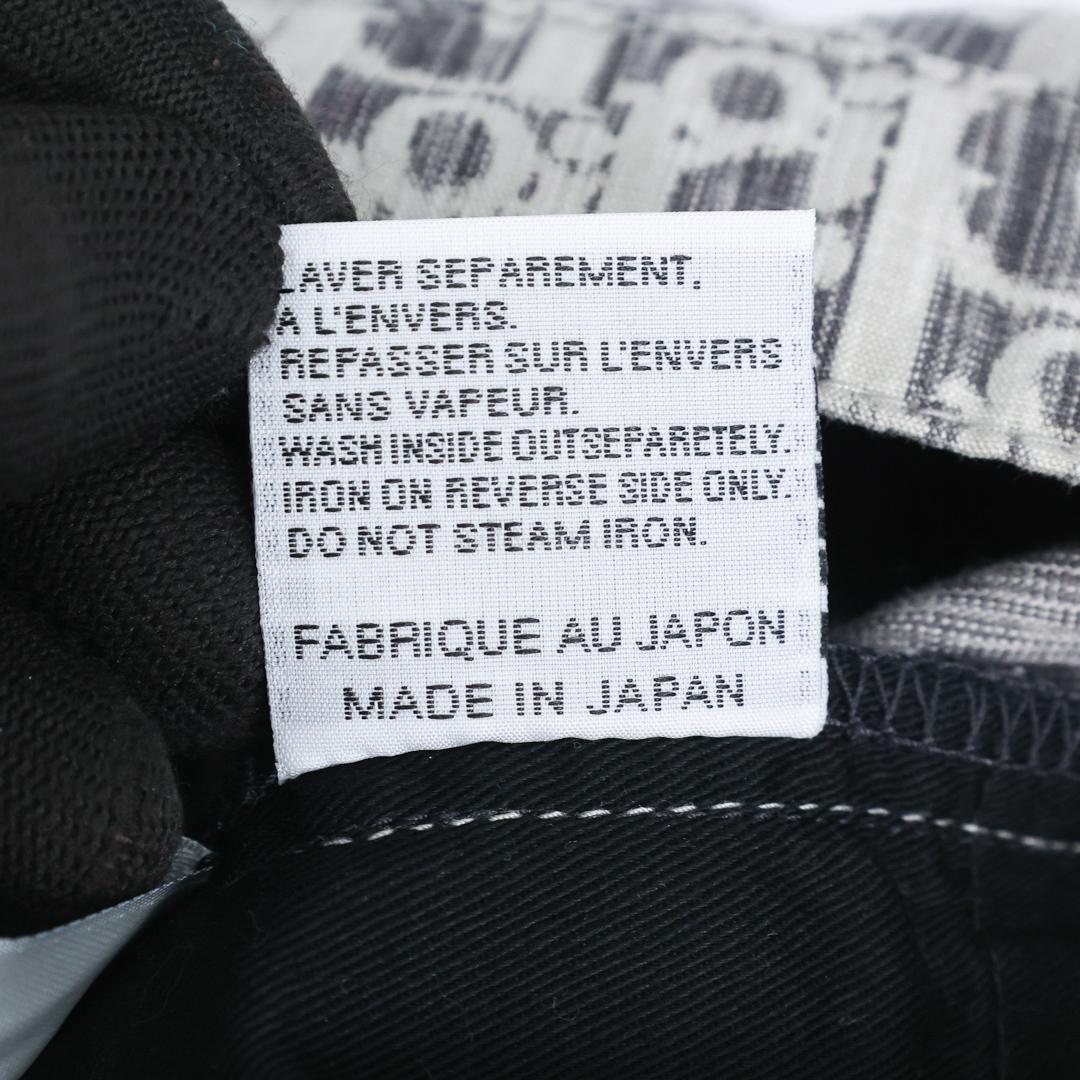 LAVER SEPAREMENT.
A L'ENVERS.
REPASSER SUR L'ENVERS
SANS VAPEUR.
WASH INSIDE OUTSEPARETELY.
IRON ON REVERSE SIDE ONLY.
DO NOT STEAM IRON.
FABRIQUE AU JAPON
MADE IN JAPAN